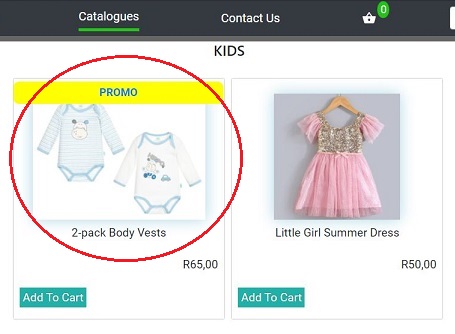 Catalogues
Contact Us
0
KIDS
PROMO
2-pack Body Vests
R65,00
Add To Cart
Little Girl Summer Dress
R50,00
Add To Cart